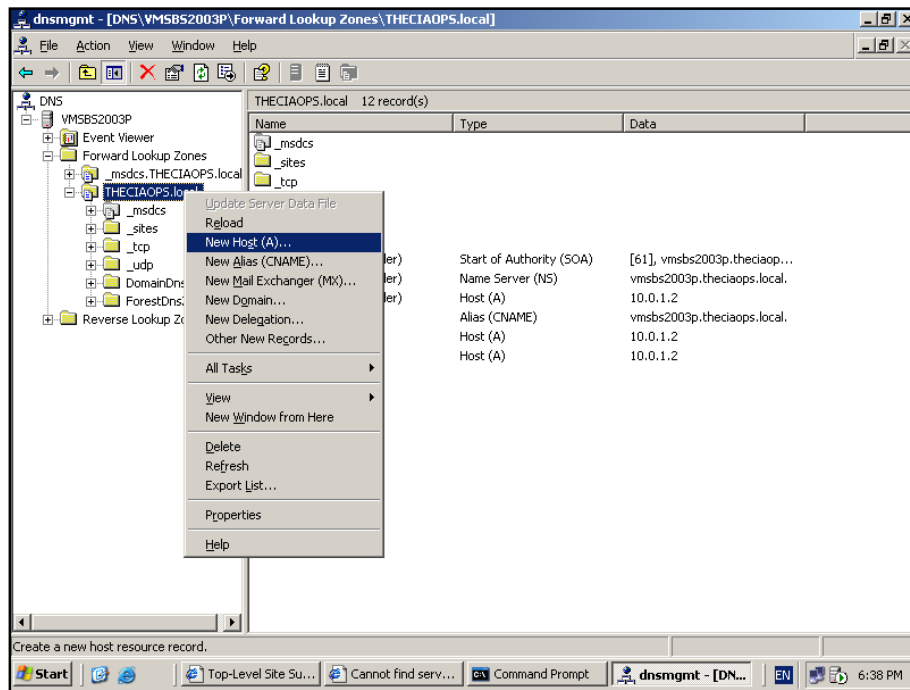 dnsmgmt - [DNS\VMSBS2003P\Forward Lookup Zones\THECIAOPS.local]
File Action View Window Help
DNS
VMSBS2003P
Event Viewer
Forward Lookup Zones
_msdcs.THECIAOPS.local
THECIAOPS.local
_msdcs
_sites
_tcp
_udp
DomainDns
ForestDns
Reverse Lookup Zo
THECIAOPS.local 12 record(s)
Name Type Data
_msdcs
_sites
_tcp
Start of Authority (SOA) [61], vmsbs2003p.theciaop...
Name Server (NS) vmsbs2003p.theciaops.local.
Host (A) 10.0.1.2
Alias (CNAME) vmsbs2003p.theciaops.local.
Host (A) 10.0.1.2
Host (A) 10.0.1.2
Update Server Data File
Reload
New Host (A)...
New Alias (CNAME)...
New Mail Exchanger (MX)...
New Domain...
New Delegation...
Other New Records...
All Tasks
View
New Window from Here
Delete
Refresh
Export List...
Properties
Help
Create a new host resource record.
Start Top-Level Site Su... Cannot find serv... Command Prompt dnsmgmt - [DN... EN 6:38 PM